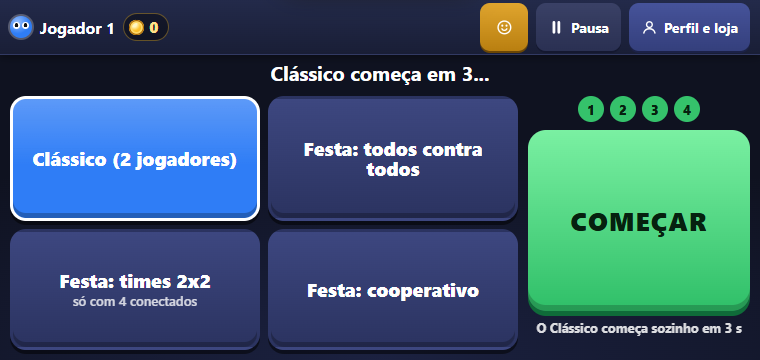 Jogador 1
0
Pausa
Perfil e loja
Clássico começa em 3...
Clássico (2 jogadores)
Festa: todos contra
todos
Festa: times 2x2
só com 4 conectados
Festa: cooperativo
1 2 3 4
COMEÇAR
O Clássico começa sozinho em 3 s